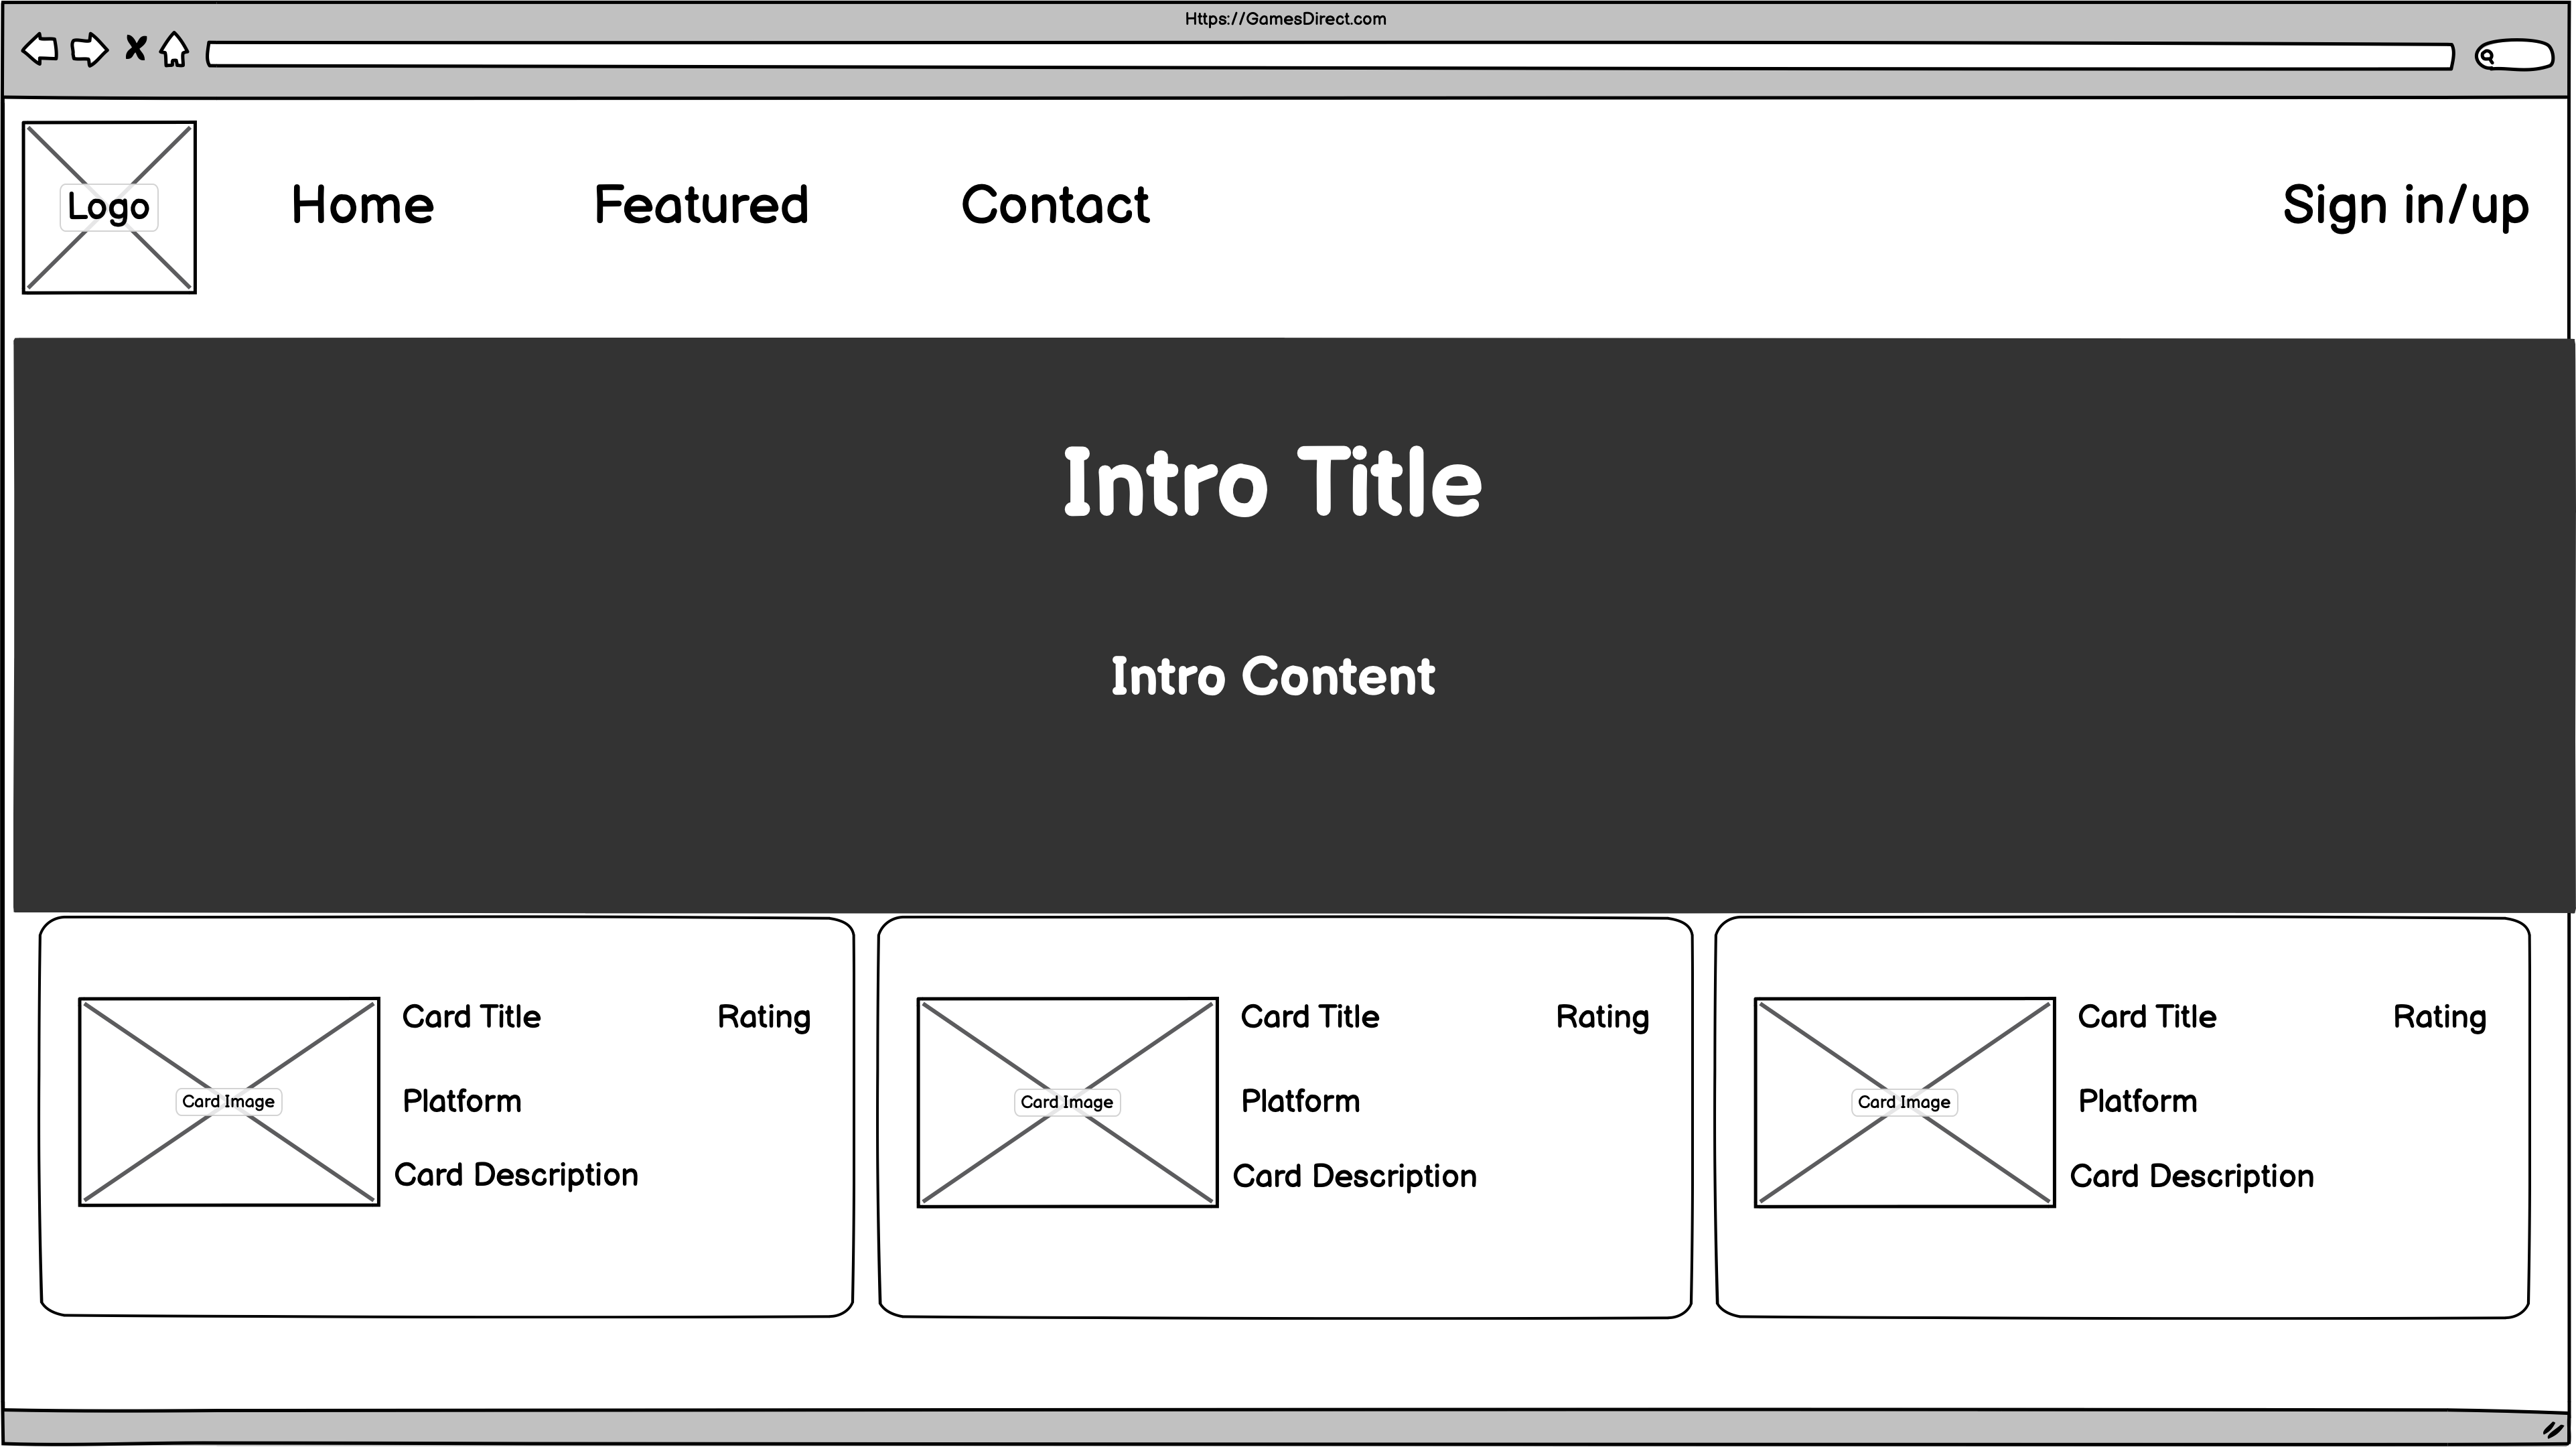 Https://GamesDirect.com
Logo Home Featured Contact Sign in/up
Intro Title
Intro Content
Card Title Rating Card Title Rating Card Title Rating
Card Image Platform Card Image Platform Card Image Platform
Card Description Card Description Card Description